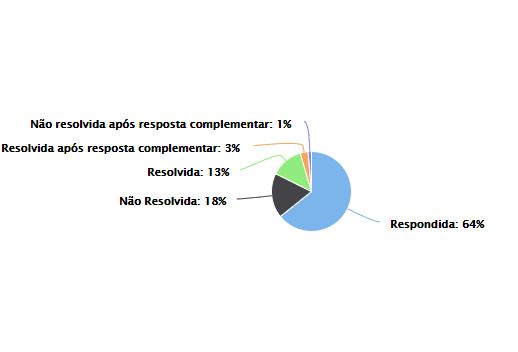 Não resolvida após resposta complementar: 1%
Resolvida após resposta complementar: 3%
Resolvida: 13%
Não Resolvida: 18%
Respondida: 64%